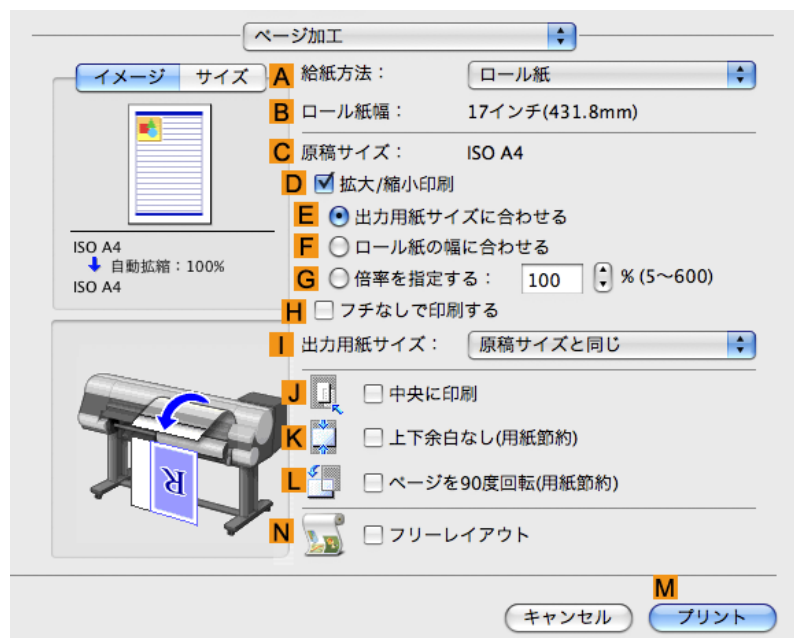 ページ加工
イメージ サイズ
A 給紙方法： ロール紙
B ロール紙幅： 17インチ(431.8mm)
C 原稿サイズ： ISO A4
D 拡大/縮小印刷
E 出力用紙サイズに合わせる
F ロール紙の幅に合わせる
G 倍率を指定する： 100 % (5～600)
H フチなしで印刷する
I 出力用紙サイズ： 原稿サイズと同じ
ISO A4
自動拡縮：100%
ISO A4
J 中央に印刷
K 上下余白なし(用紙節約)
L ページを90度回転(用紙節約)
N フリーレイアウト
R
M
キャンセル プリント